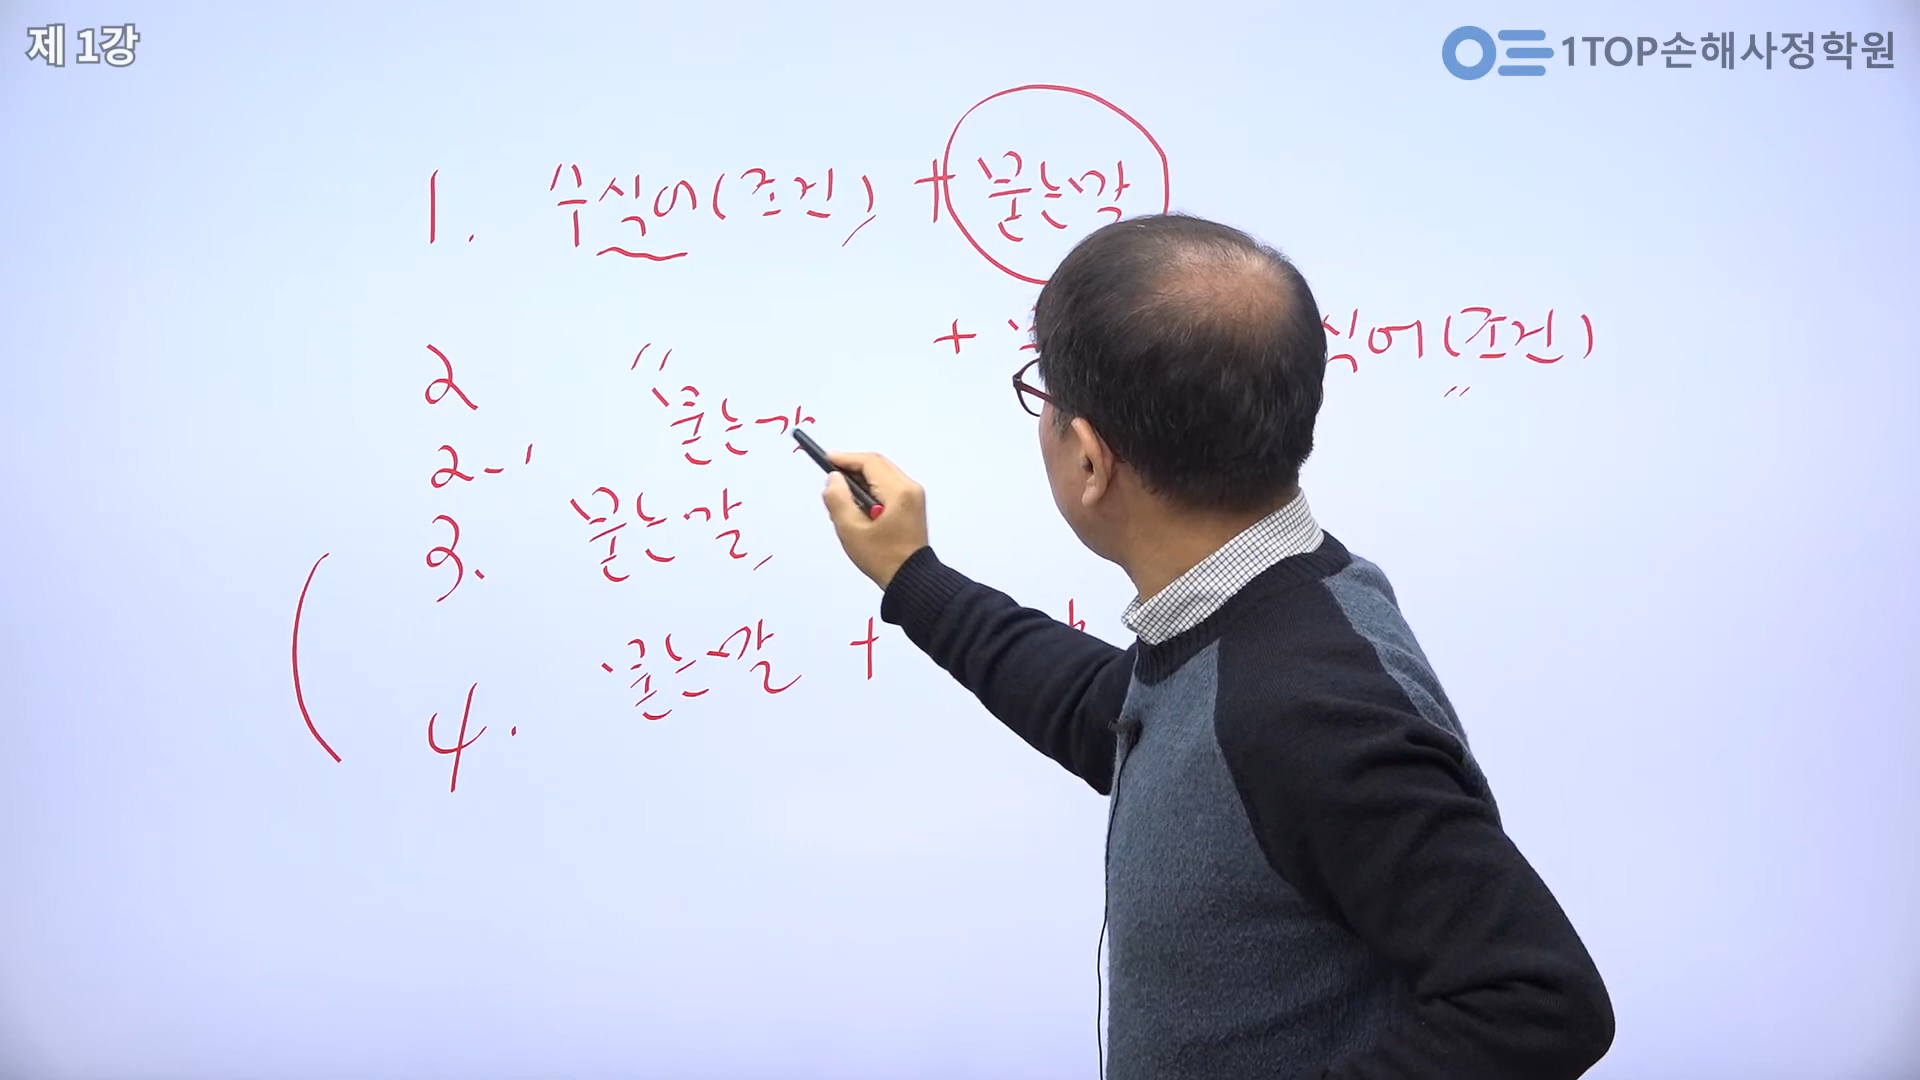 제 1강
1TOP손해사정학원
1. 수식어(조건) + 묻는말
2 〃 + 식어(조건)
〃
2-1 묻는말
3. 묻는말
묻는말 +
4.